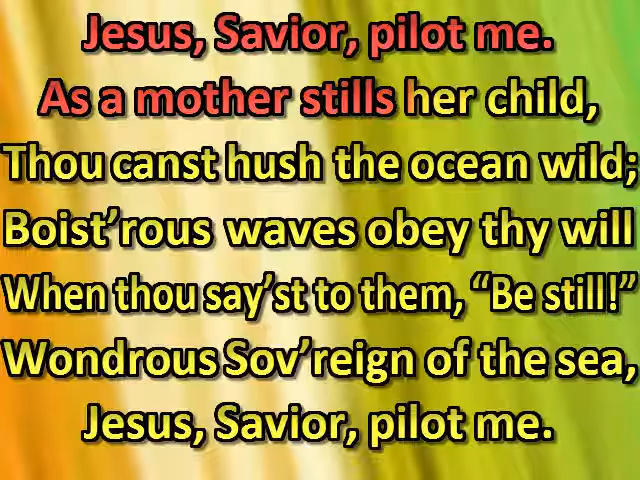 Jesus, Savior, pilot me.
As a mother stills her child,
Thou canst hush the ocean wild;
Boist’rous waves obey thy will
When thou say’st to them, “Be still!”
Wondrous Sov’reign of the sea,
Jesus, Savior, pilot me.